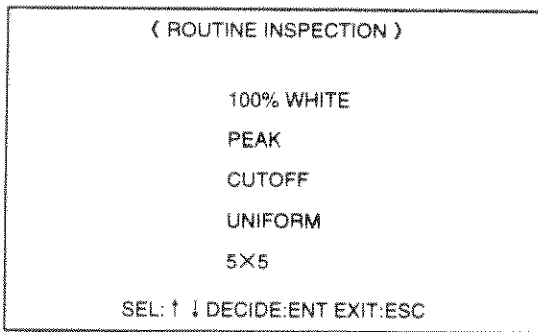 《 ROUTINE INSPECTION 》
100% WHITE
PEAK
CUTOFF
UNIFORM
5×5
SEL: ↑ ↓ DECIDE:ENT EXIT:ESC